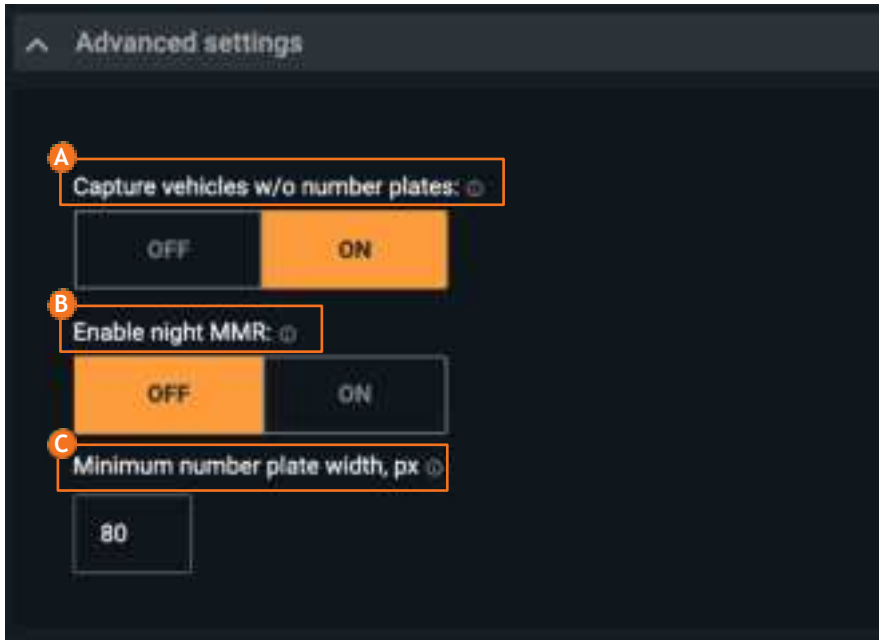 Advanced settings
A
Capture vehicles w/o number plates:
OFF ON
B
Enable night MMR:
OFF ON
C
Minimum number plate width, px
80